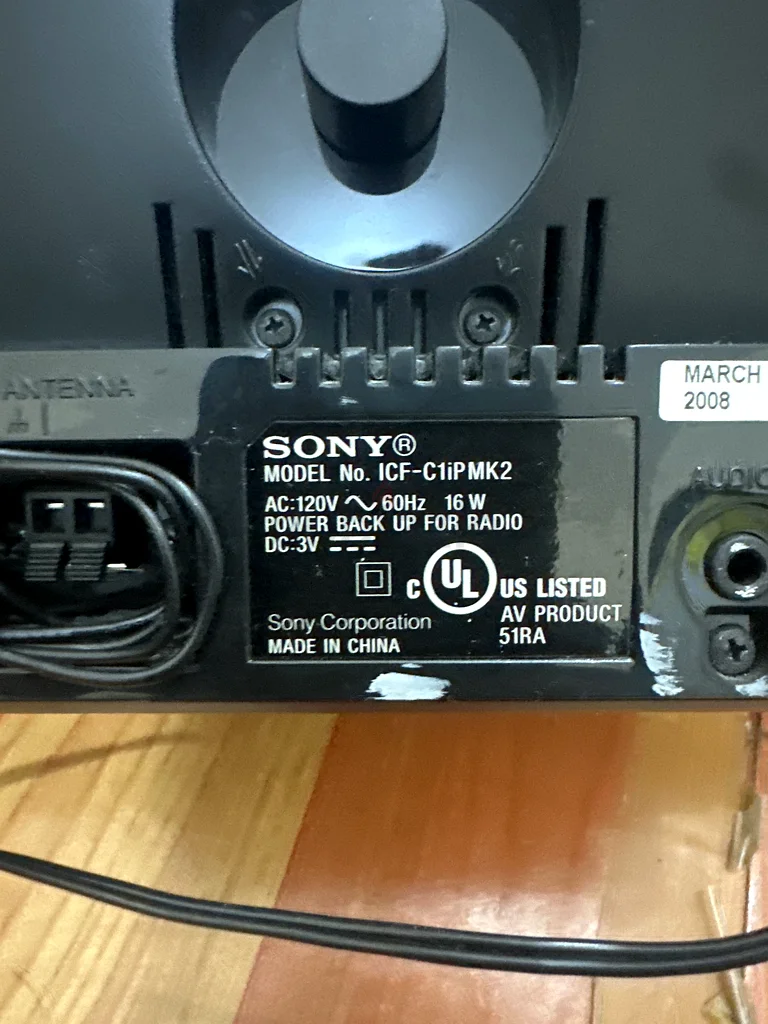 ANTENNA
MARCH
2008
AUDIO
SONY®
MODEL No. ICF-C1iPMK2
AC:120V ~ 60Hz 16 W
POWER BACK UP FOR RADIO
DC:3V ⎓
C UL US LISTED
AV PRODUCT
51RA
Sony Corporation
MADE IN CHINA